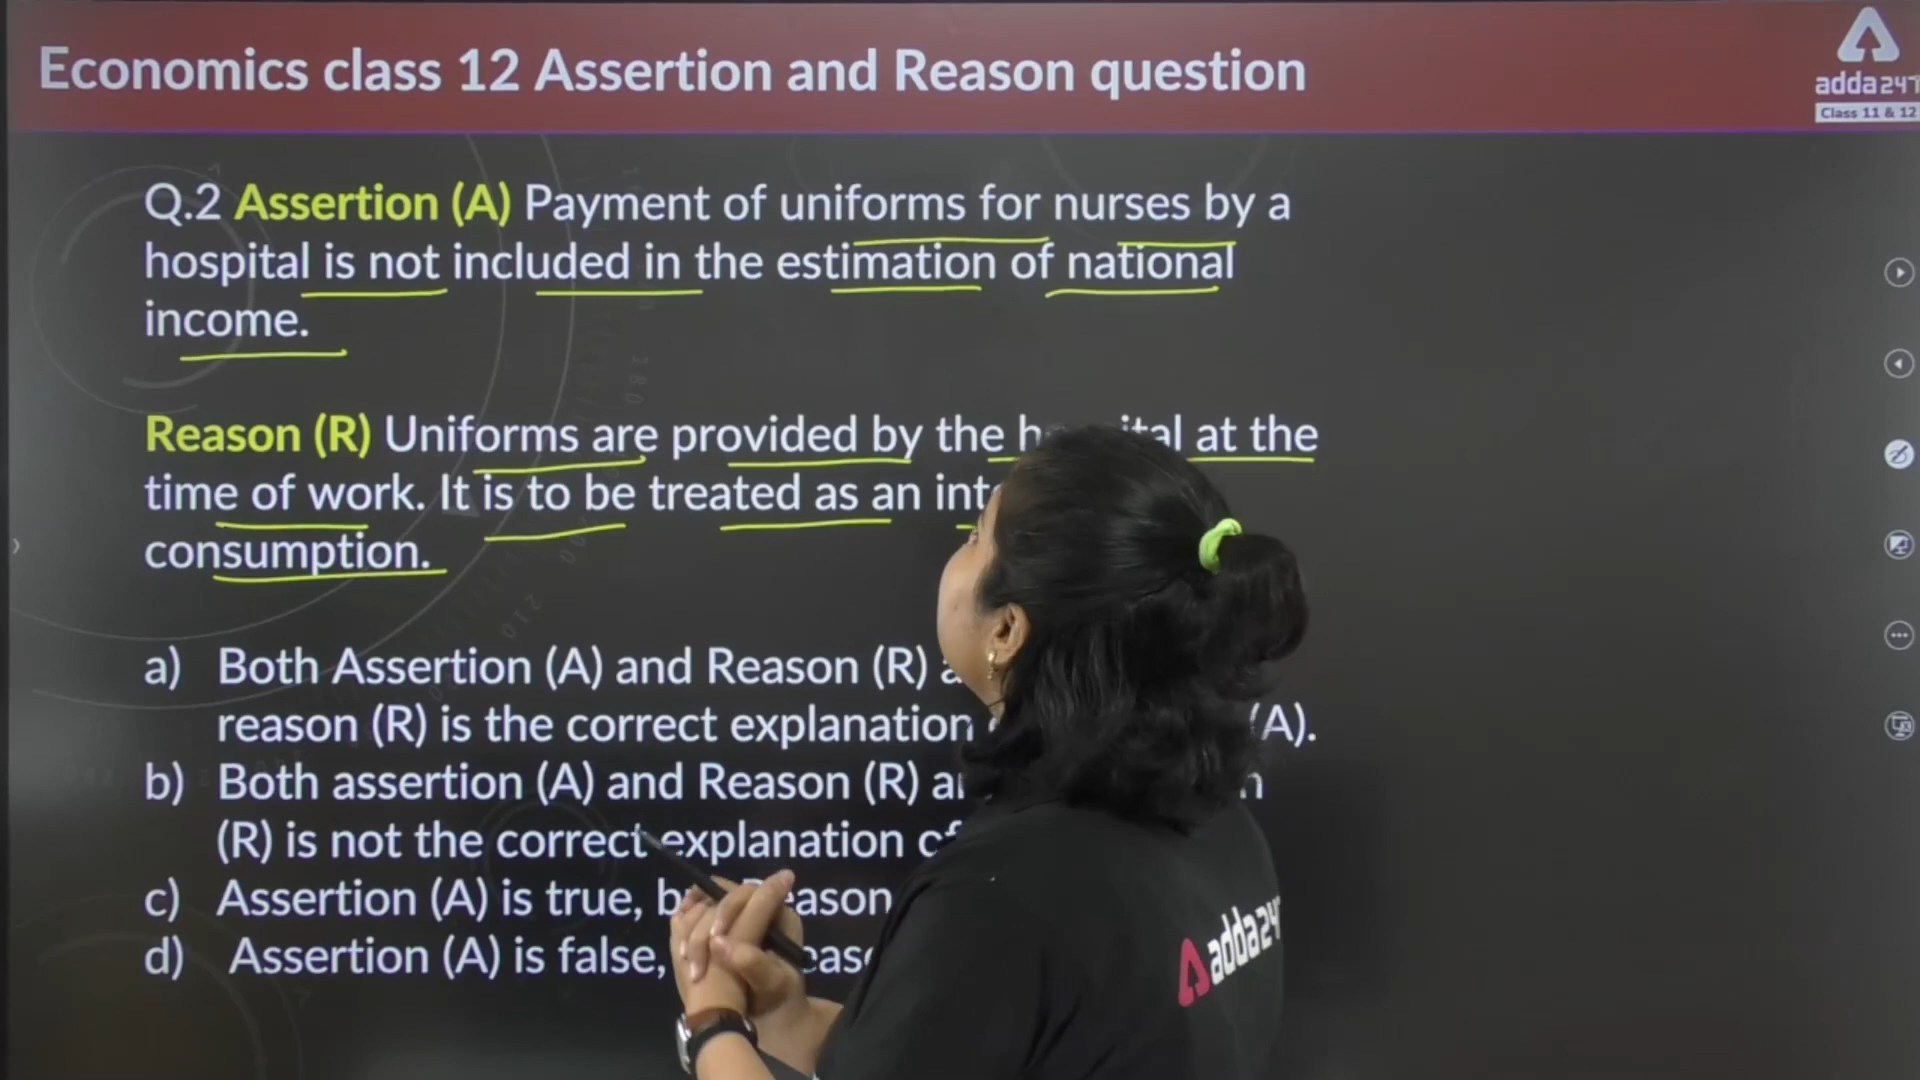 Economics class 12 Assertion and Reason question
adda247
Class 11 & 12
Q.2 Assertion (A) Payment of uniforms for nurses by a
hospital is not included in the estimation of national
income.
Reason (R) Uniforms are provided by the at the
time of work. It is to be treated as an
consumption.
a) Both Assertion (A) and Reason (R)
reason (R) is the correct explanation (A).
b) Both assertion (A) and Reason (R)
(R) is not the correct explanation
c) Assertion (A) is true,
d) Assertion (A) is false,
adda247